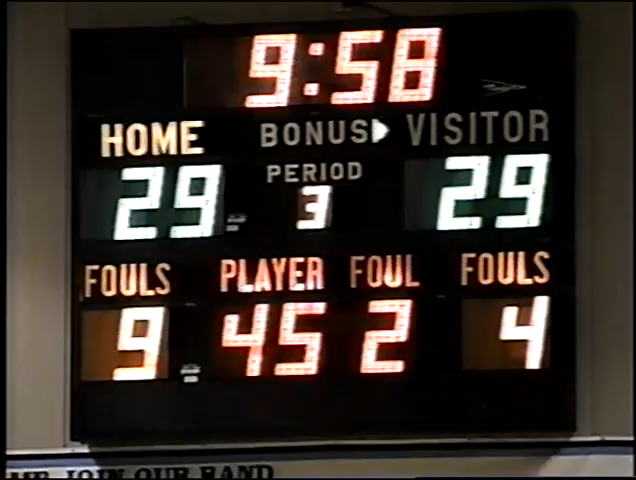 9:58
HOME BONUS VISITOR
29 PERIOD 29
3
FOULS PLAYER FOUL FOULS
9 45 2 4
JOIN OUR BAND